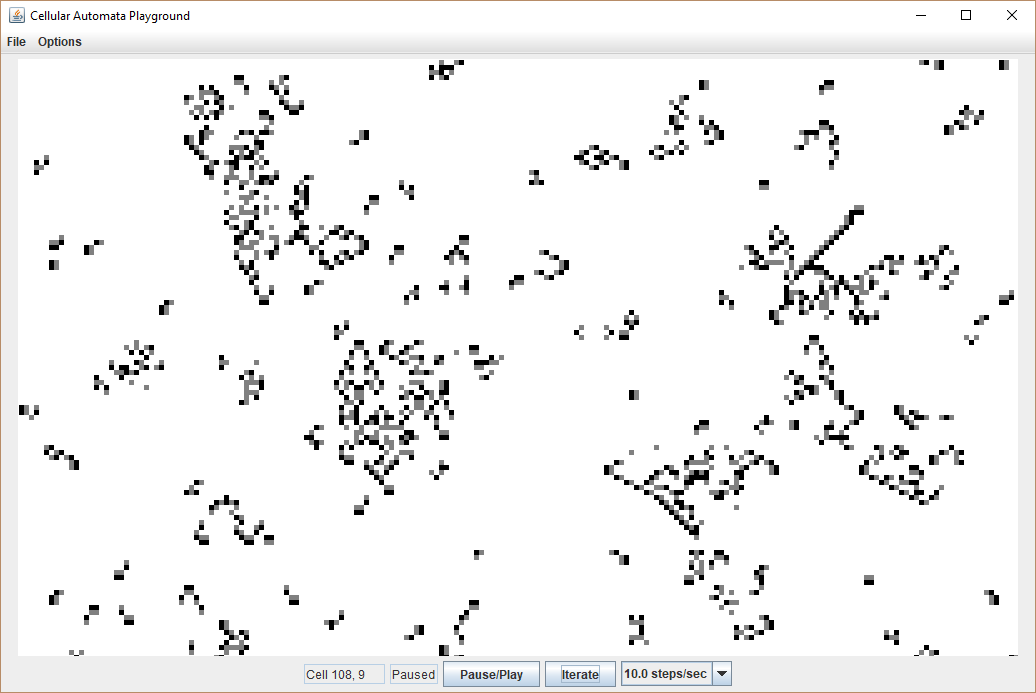 Cellular Automata Playground
File Options
Cell 108, 9 Paused Pause/Play Iterate 10.0 steps/sec